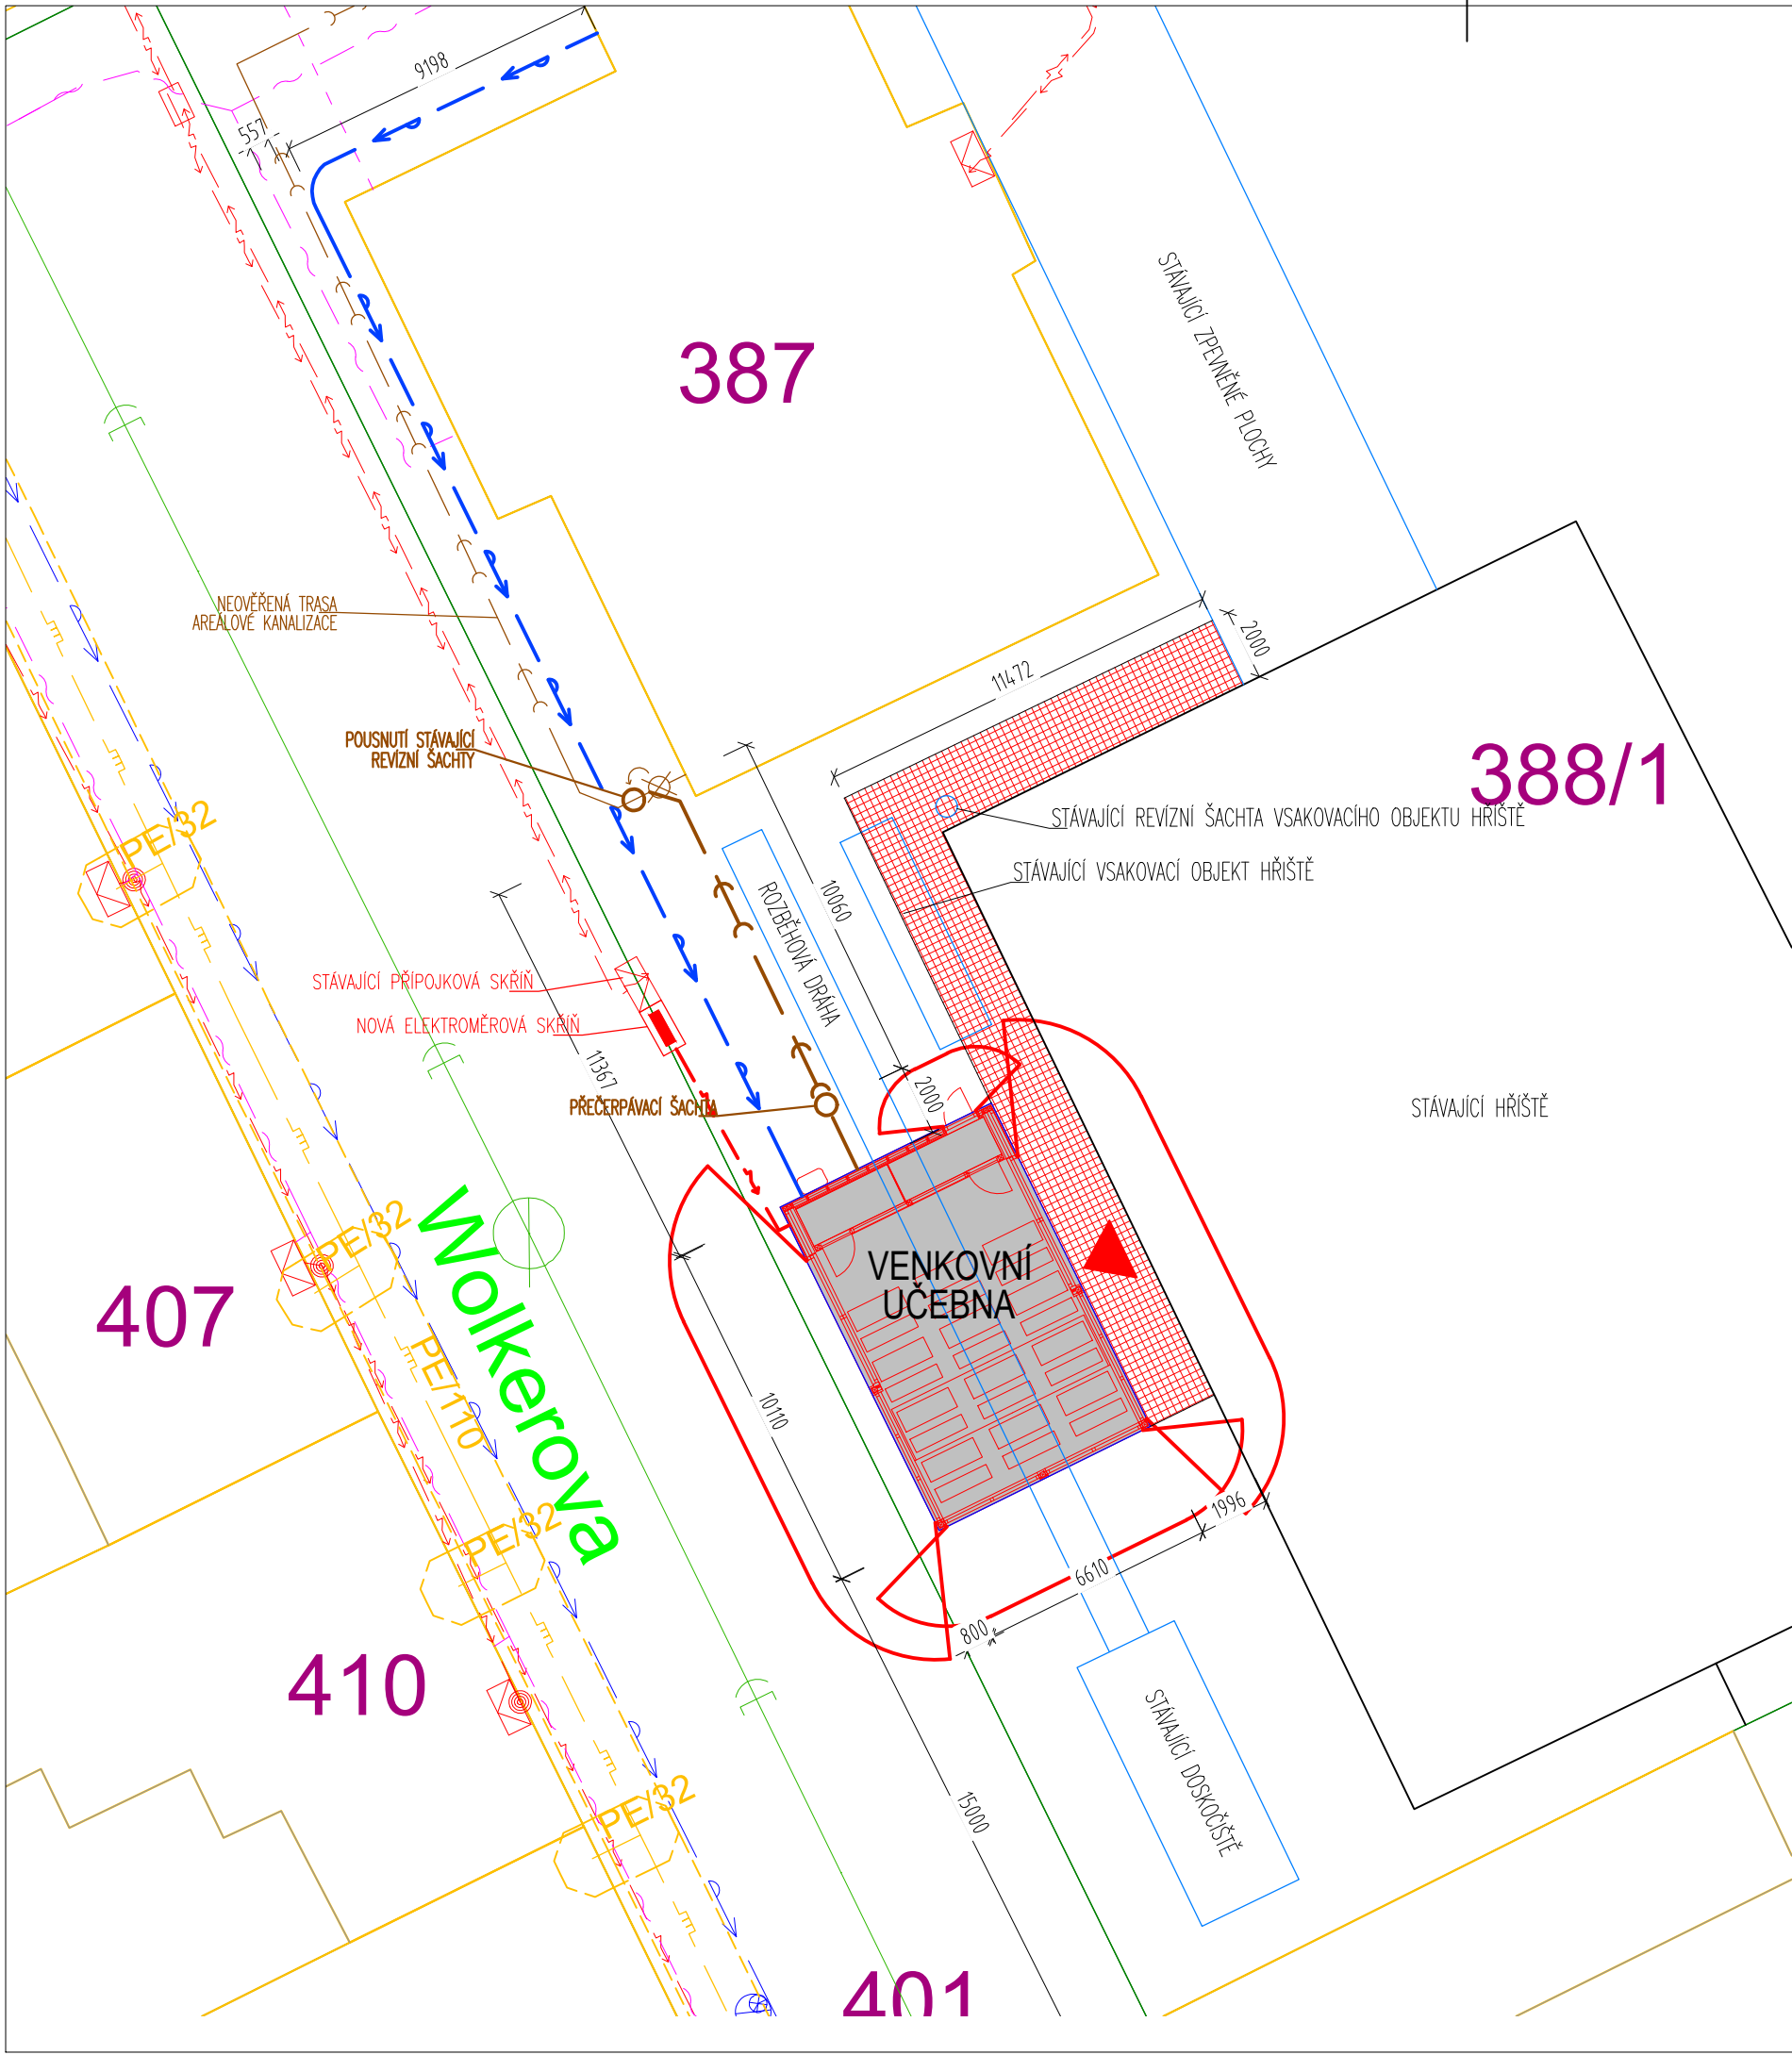 9198
557
387
STÁVAJÍCÍ ZPEVNĚNÉ PLOCHY
NEOVĚŘENÁ TRASA
AREÁLOVÉ KANALIZACE
2000
11472
POUSNUTÍ STÁVAJÍCÍ
REVÍZNÍ ŠACHTY
388/1
STÁVAJÍCÍ REVÍZNÍ ŠACHTA VSAKOVACÍHO OBJEKTU HŘIŠTĚ
STÁVAJÍCÍ VSAKOVACÍ OBJEKT HŘIŠTĚ
PE/32
10060
ROZBĚHOVÁ DRÁHA
STÁVAJÍCÍ PŘÍPOJKOVÁ SKŘÍŇ
NOVÁ ELEKTROMĚROVÁ SKŘÍŇ
11367
2000
PŘEČERPÁVACÍ ŠACHTA
STÁVAJÍCÍ HŘÍŠTĚ
PE/32
Wolkerova
VENKOVNÍ
UČEBNA
407
PE/110
10110
PE/32
1996
6610
800
410
STÁVAJÍCÍ DOSKOČIŠTĚ
PE/32
15000
401